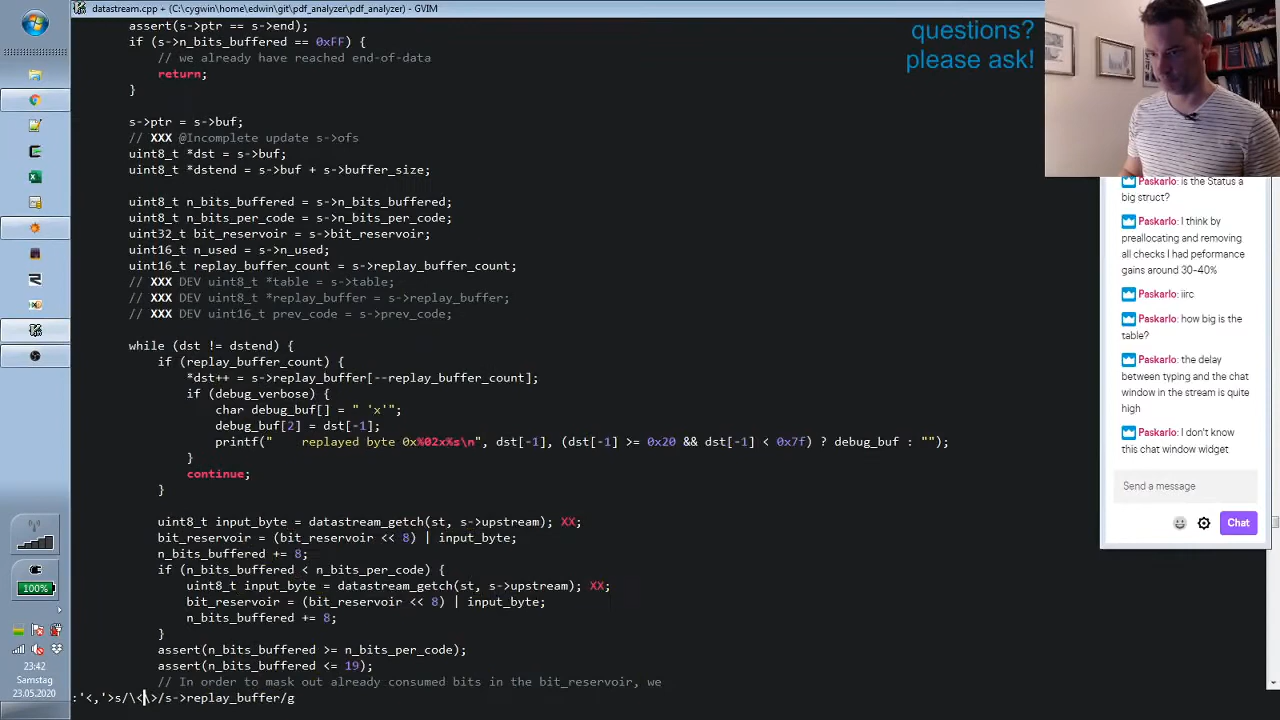 datastream.cpp + (C:\cygwin\home\edwin\git\pdf_analyzer\pdf_analyzer) - GVIM
assert(s->ptr == s->end);
if (s->n_bits_buffered == 0xFF) {
// we already have reached end-of-data
return;
}
s->ptr = s->buf;
// XXX @Incomplete update s->ofs
uint8_t *dst = s->buf;
uint8_t *dstend = s->buf + s->buffer_size;
uint8_t n_bits_buffered = s->n_bits_buffered;
uint8_t n_bits_per_code = s->n_bits_per_code;
uint32_t bit_reservoir = s->bit_reservoir;
uint16_t n_used = s->n_used;
uint16_t replay_buffer_count = s->replay_buffer_count;
// XXX DEV uint8_t *table = s->table;
// XXX DEV uint8_t *replay_buffer = s->replay_buffer;
// XXX DEV uint16_t prev_code = s->prev_code;
while (dst != dstend) {
if (replay_buffer_count) {
*dst++ = s->replay_buffer[--replay_buffer_count];
if (debug_verbose) {
char debug_buf[] = " 'x'";
debug_buf[2] = dst[-1];
printf("    replayed byte 0x%02x%s\n", dst[-1], (dst[-1] >= 0x20 && dst[-1] < 0x7f) ? debug_buf : "");
}
continue;
}
uint8_t input_byte = datastream_getch(st, s->upstream); XX;
bit_reservoir = (bit_reservoir << 8) | input_byte;
n_bits_buffered += 8;
if (n_bits_buffered < n_bits_per_code) {
uint8_t input_byte = datastream_getch(st, s->upstream); XX;
bit_reservoir = (bit_reservoir << 8) | input_byte;
n_bits_buffered += 8;
}
assert(n_bits_buffered >= n_bits_per_code);
assert(n_bits_buffered <= 19);
// In order to mask out already consumed bits in the bit_reservoir, we
:'<,'>s/\<\>/s->replay_buffer/g
questions?
please ask!
Paskarlo: is the Status a
big struct?
Paskarlo: I think by
preallocating and removing
all checks I had peformance
gains around 30-40%
Paskarlo: iirc
Paskarlo: how big is the
table?
Paskarlo: the delay
between typing and the chat
window in the stream is quite
high
Paskarlo: I don't know
this chat window widget
Send a message
Chat
100%
23:42
Samstag
23.05.2020